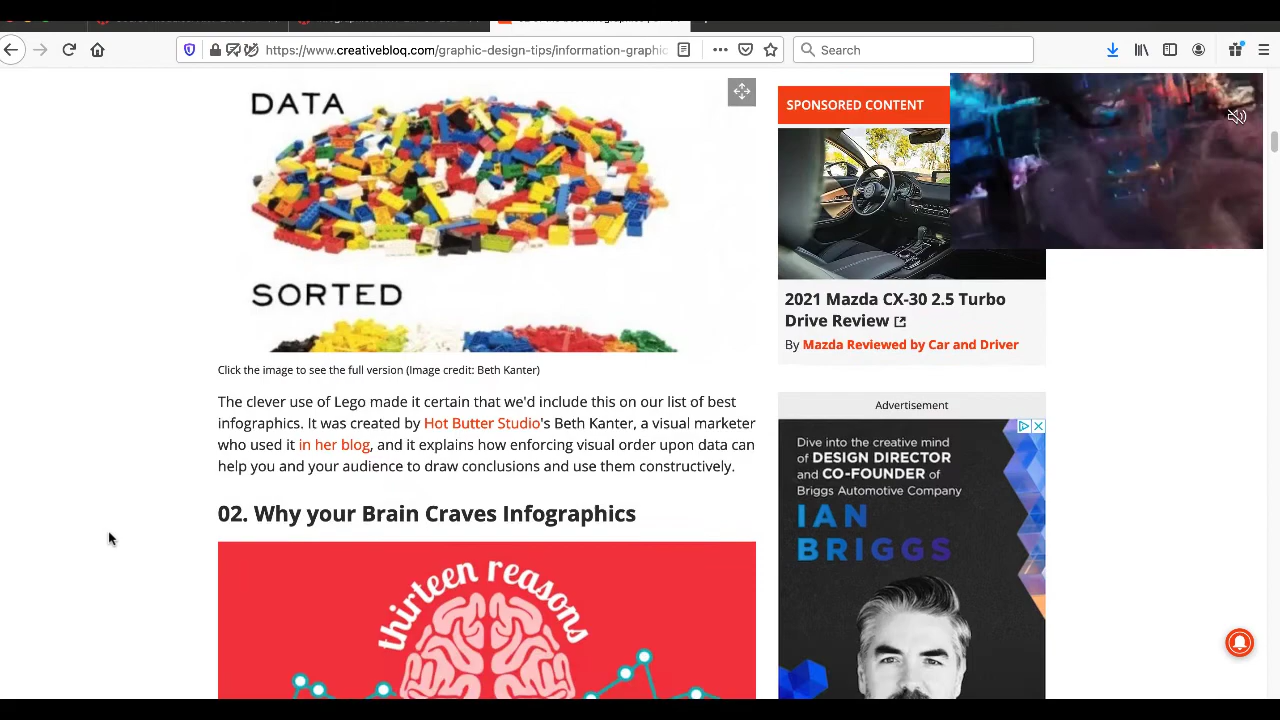 https://www.creativebloq.com/graphic-design-tips/information-graphic
Search
DATA
SORTED
Click the image to see the full version (Image credit: Beth Kanter)
The clever use of Lego made it certain that we'd include this on our list of best
infographics. It was created by Hot Butter Studio's Beth Kanter, a visual marketer
who used it in her blog, and it explains how enforcing visual order upon data can
help you and your audience to draw conclusions and use them constructively.
02. Why your Brain Craves Infographics
thirteen reasons
SPONSORED CONTENT
2021 Mazda CX-30 2.5 Turbo
Drive Review
By Mazda Reviewed by Car and Driver
Advertisement
Dive into the creative mind
of DESIGN DIRECTOR
and CO-FOUNDER of
Briggs Automotive Company
IAN
BRIGGS